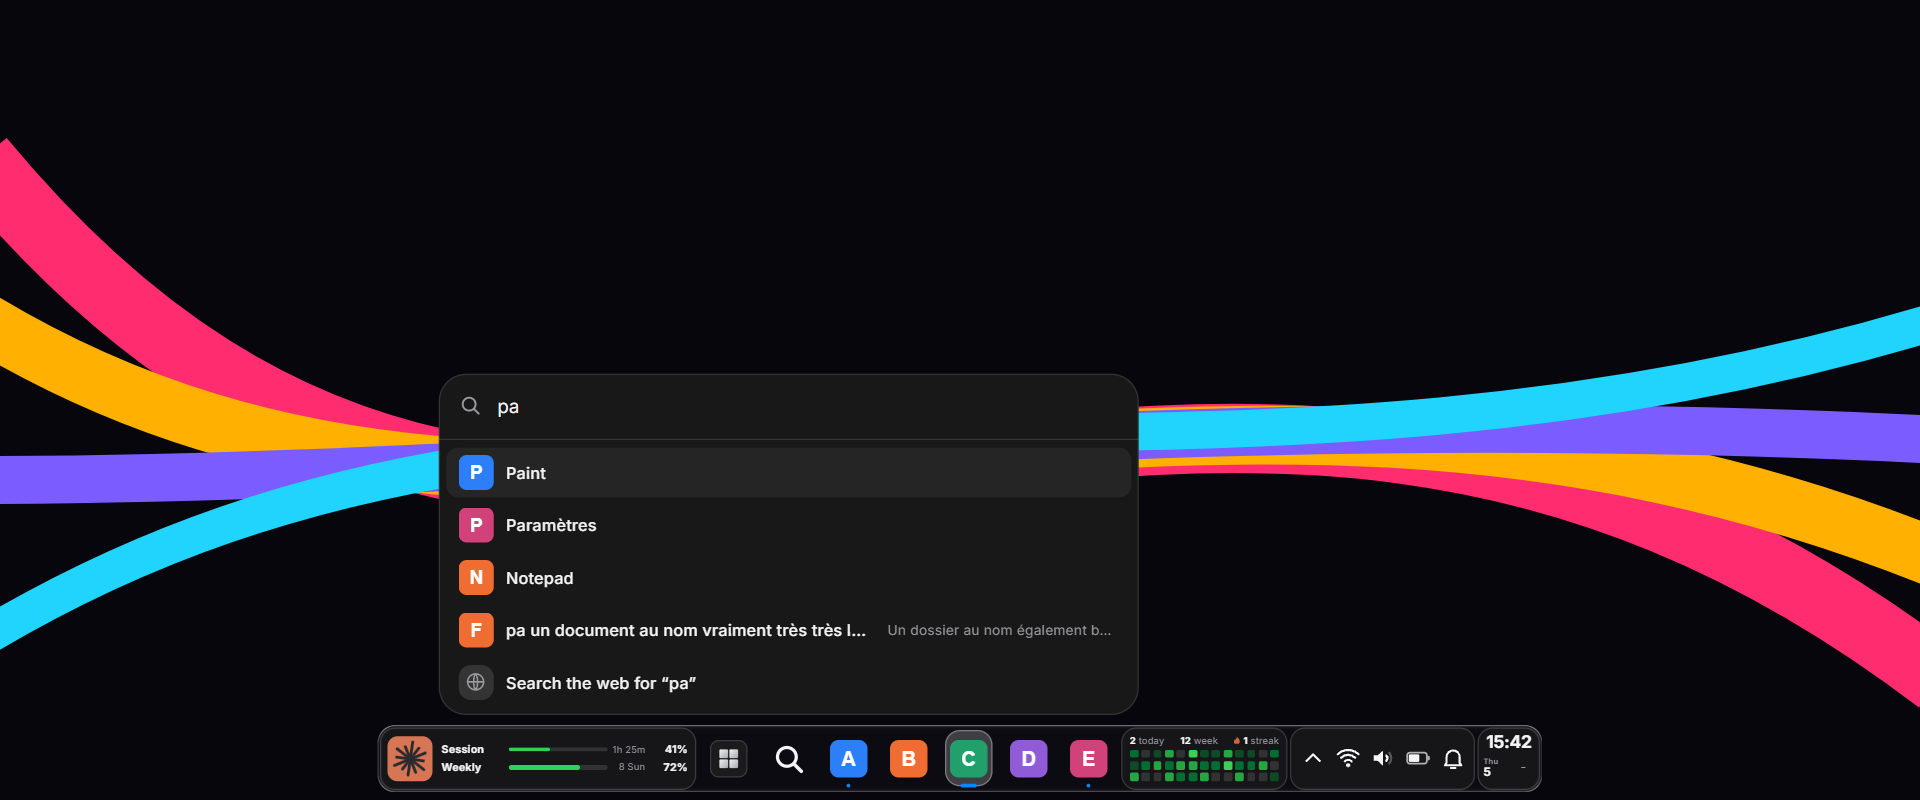 pa
P Paint
P Paramètres
N Notepad
F pa un document au nom vraiment très très l... Un dossier au nom également b...
Search the web for “pa”
Session 1h 25m 41%
Weekly 8 Sun 72%
A B C D E
2 today 12 week 1 streak
15:42
Thu
5 –